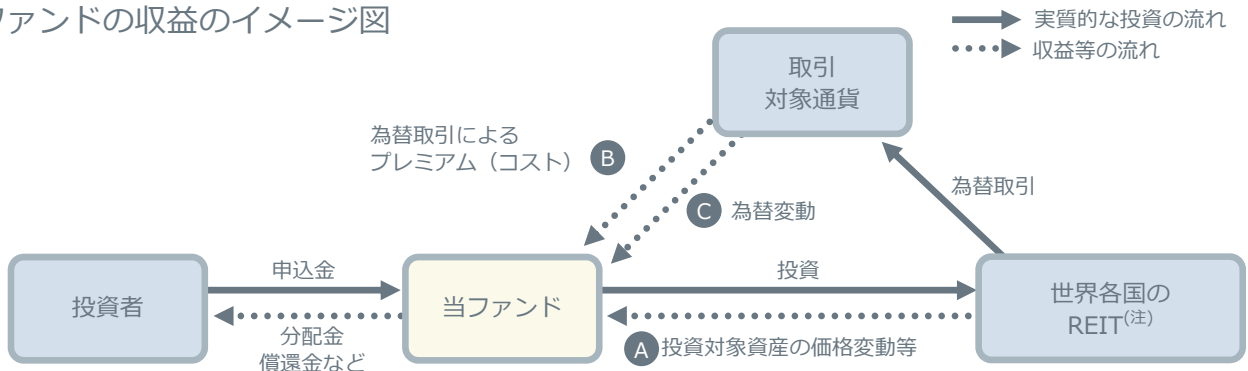 ファンドの収益のイメージ図
実質的な投資の流れ
収益等の流れ
取引
対象通貨
為替取引による
プレミアム（コスト）
B
C
為替変動
為替取引
投資者
申込金
分配金
償還金など
当ファンド
投資
A
投資対象資産の価格変動等
世界各国の
REIT(注)